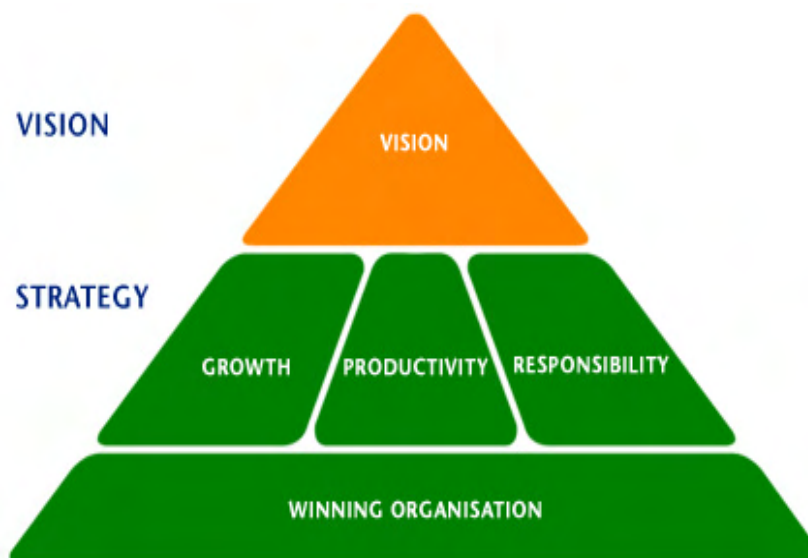 VISION
VISION
STRATEGY
GROWTH PRODUCTIVITY RESPONSIBILITY
WINNING ORGANISATION